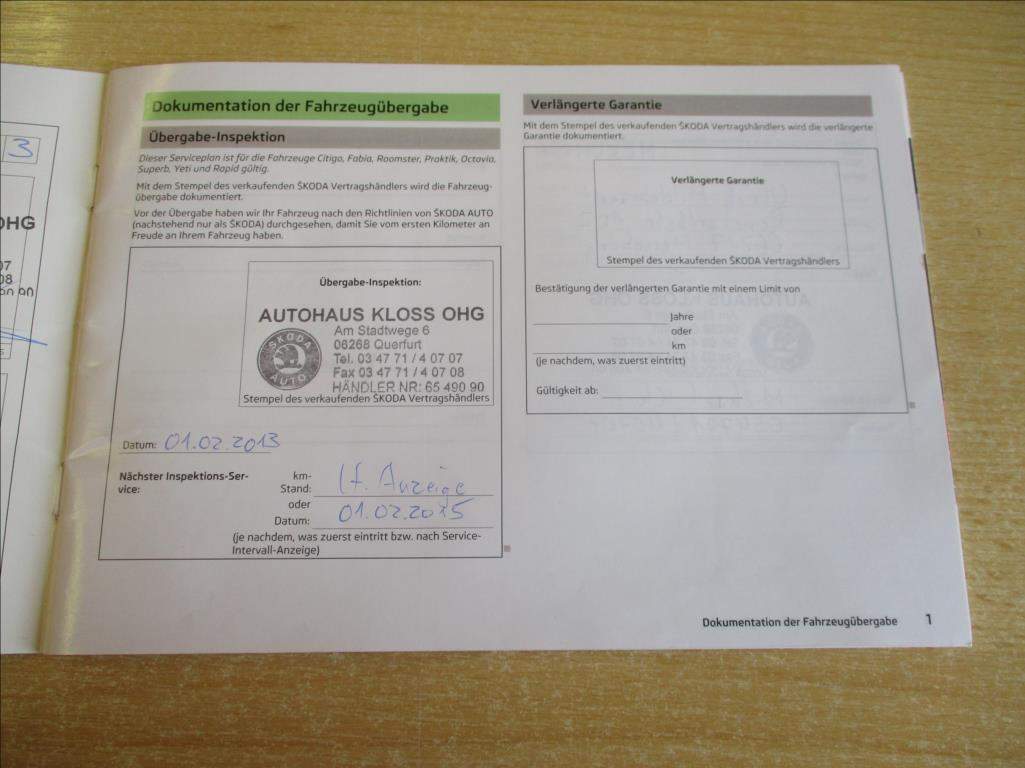 3
OHG
07
08
Dokumentation der Fahrzeugübergabe
Übergabe-Inspektion
Dieser Serviceplan ist für die Fahrzeuge Citigo, Fabia, Roomster, Praktik, Octavia,
Superb, Yeti und Rapid gültig.
Mit dem Stempel des verkaufenden ŠKODA Vertragshändlers wird die Fahrzeug-
übergabe dokumentiert.
Vor der Übergabe haben wir Ihr Fahrzeug nach den Richtlinien von ŠKODA AUTO
(nachstehend nur als ŠKODA) durchgesehen, damit Sie vom ersten Kilometer an
Freude an Ihrem Fahrzeug haben.
Übergabe-Inspektion:
AUTOHAUS KLOSS OHG
Am Stadtwege 6
06268 Querfurt
Tel. 03 47 71 / 4 07 07
Fax 03 47 71 / 4 07 08
HÄNDLER NR: 65 490 90
SKODA
AUTO
Stempel des verkaufenden ŠKODA Vertragshändlers
Datum: 01.02.2013
Nächster Inspektions-Ser-
vice:
km-
Stand: lt. Anzeige
oder
Datum: 01.02.2015
(je nachdem, was zuerst eintritt bzw. nach Service-
Intervall-Anzeige)
Verlängerte Garantie
Mit dem Stempel des verkaufenden ŠKODA Vertragshändlers wird die verlängerte
Garantie dokumentiert.
Verlängerte Garantie
Stempel des verkaufenden ŠKODA Vertragshändlers
Bestätigung der verlängerten Garantie mit einem Limit von
Jahre
oder
km
(je nachdem, was zuerst eintritt)
Gültigkeit ab:
Dokumentation der Fahrzeugübergabe 1